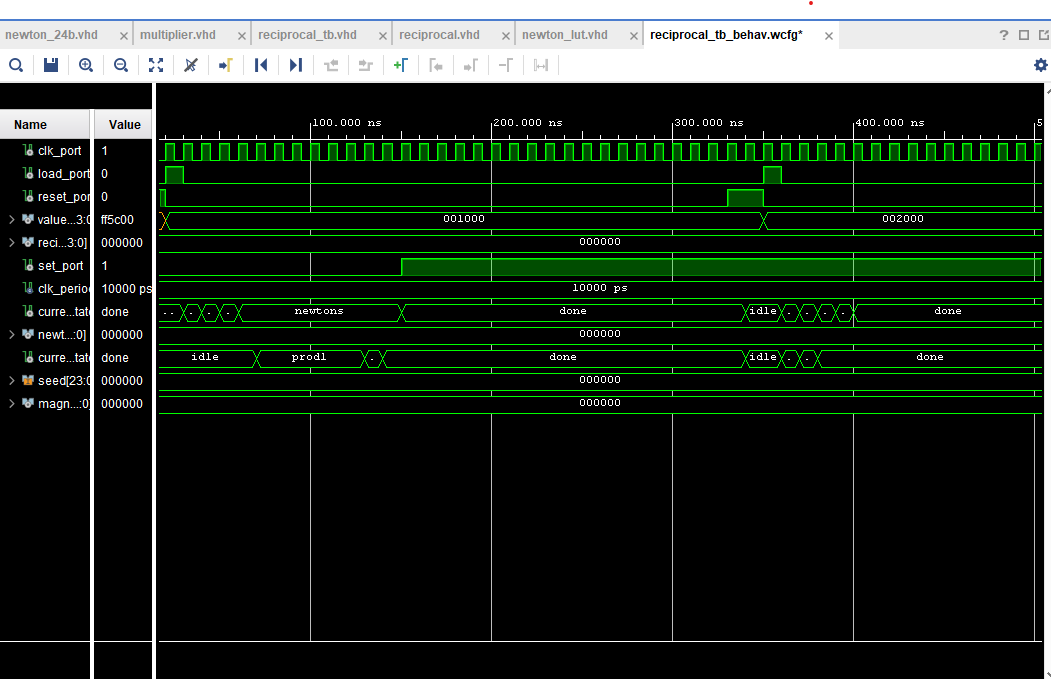 newton_24b.vhd × multiplier.vhd × reciprocal_tb.vhd × reciprocal.vhd × newton_lut.vhd × reciprocal_tb_behav.wcfg* × ?
100.000 ns 200.000 ns 300.000 ns 400.000 ns 5
Name Value
clk_port 1
load_port 0
reset_por 0
value...3:0 ff5c00 001000 002000
reci...3:0] 000000 000000
set_port 1
clk_perio 10000 ps 10000 ps
curre...tate done .. . . . newtons done idle . . . . done
newt...:0] 000000 000000
curre...tate done idle prod1 . done idle . . done
seed[23:0 000000 000000
magn...:0] 000000 000000